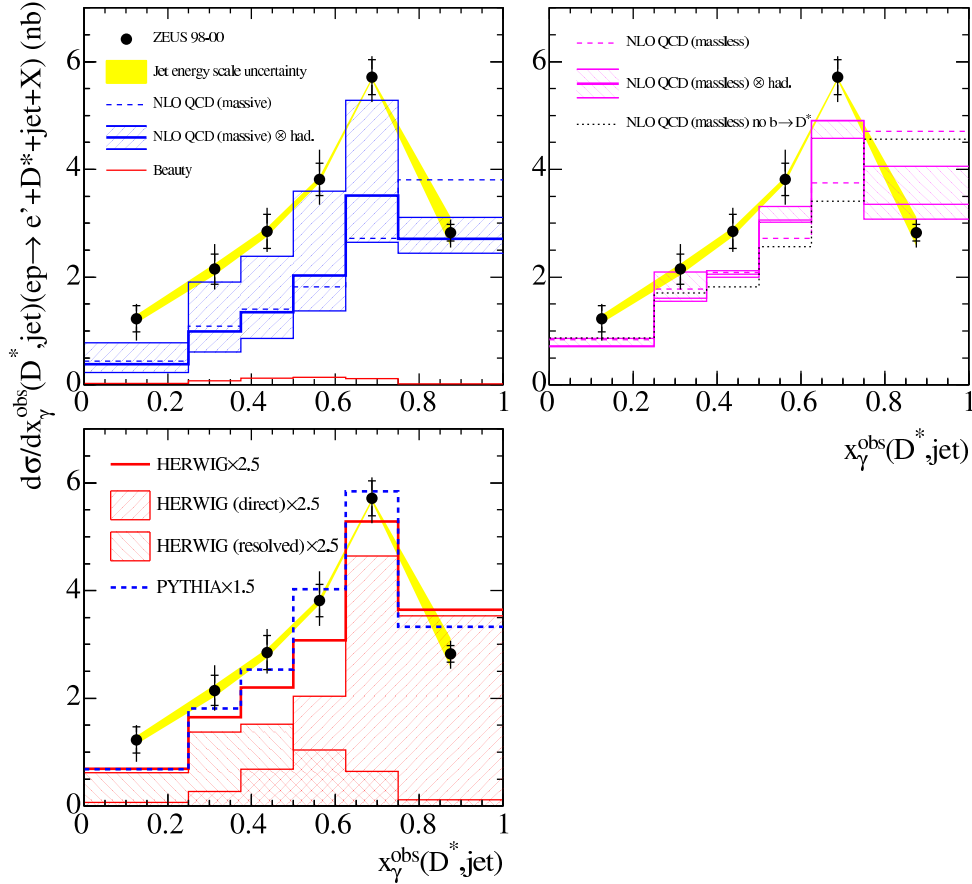 dσ/dx_γ^obs(D*,jet)(ep→ e'+D*+jet+X) (nb)
ZEUS 98-00
Jet energy scale uncertainty
NLO QCD (massive)
NLO QCD (massive) ⊗ had.
Beauty
6
4
2
0
0 0.2 0.4 0.6 0.8 1
NLO QCD (massless)
NLO QCD (massless) ⊗ had.
NLO QCD (massless) no b→D*
6
4
2
0
0 0.2 0.4 0.6 0.8 1
x_γ^obs(D*,jet)
HERWIG×2.5
HERWIG (direct)×2.5
HERWIG (resolved)×2.5
PYTHIA×1.5
6
4
2
0
0 0.2 0.4 0.6 0.8 1
x_γ^obs(D*,jet)